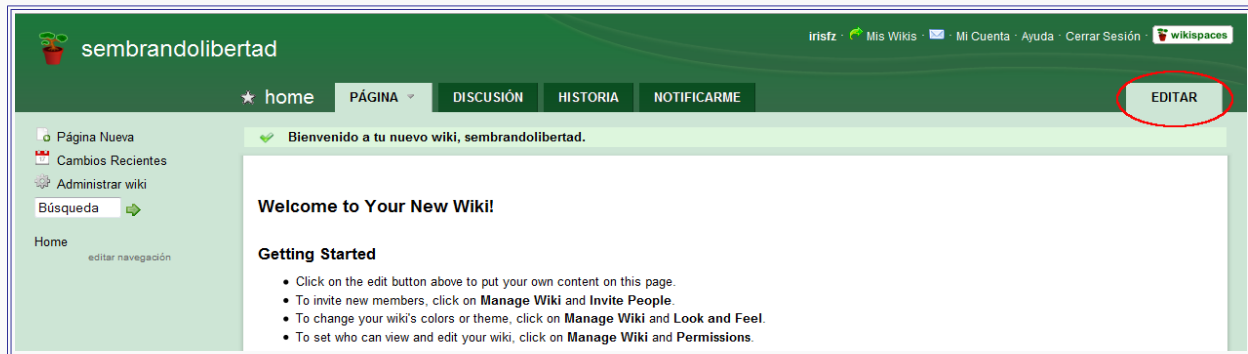 sembrandolibertad
irisfz · Mis Wikis · · Mi Cuenta · Ayuda · Cerrar Sesión · wikispaces
home PÁGINA DISCUSIÓN HISTORIA NOTIFICARME EDITAR
Página Nueva
Cambios Recientes
Administrar wiki
Búsqueda
Home
editar navegación
Bienvenido a tu nuevo wiki, sembrandolibertad.
Welcome to Your New Wiki!
Getting Started
• Click on the edit button above to put your own content on this page.
• To invite new members, click on Manage Wiki and Invite People.
• To change your wiki's colors or theme, click on Manage Wiki and Look and Feel.
• To set who can view and edit your wiki, click on Manage Wiki and Permissions.